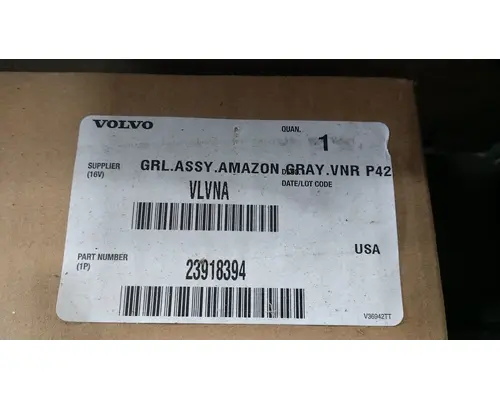 VOLVO
QUAN.
1
SUPPLIER
(16V)
GRL.ASSY.AMAZON GRAY.VNR P42
DATE/LOT CODE
VLVNA
USA
PART NUMBER
(1P)
23918394
V36942TT